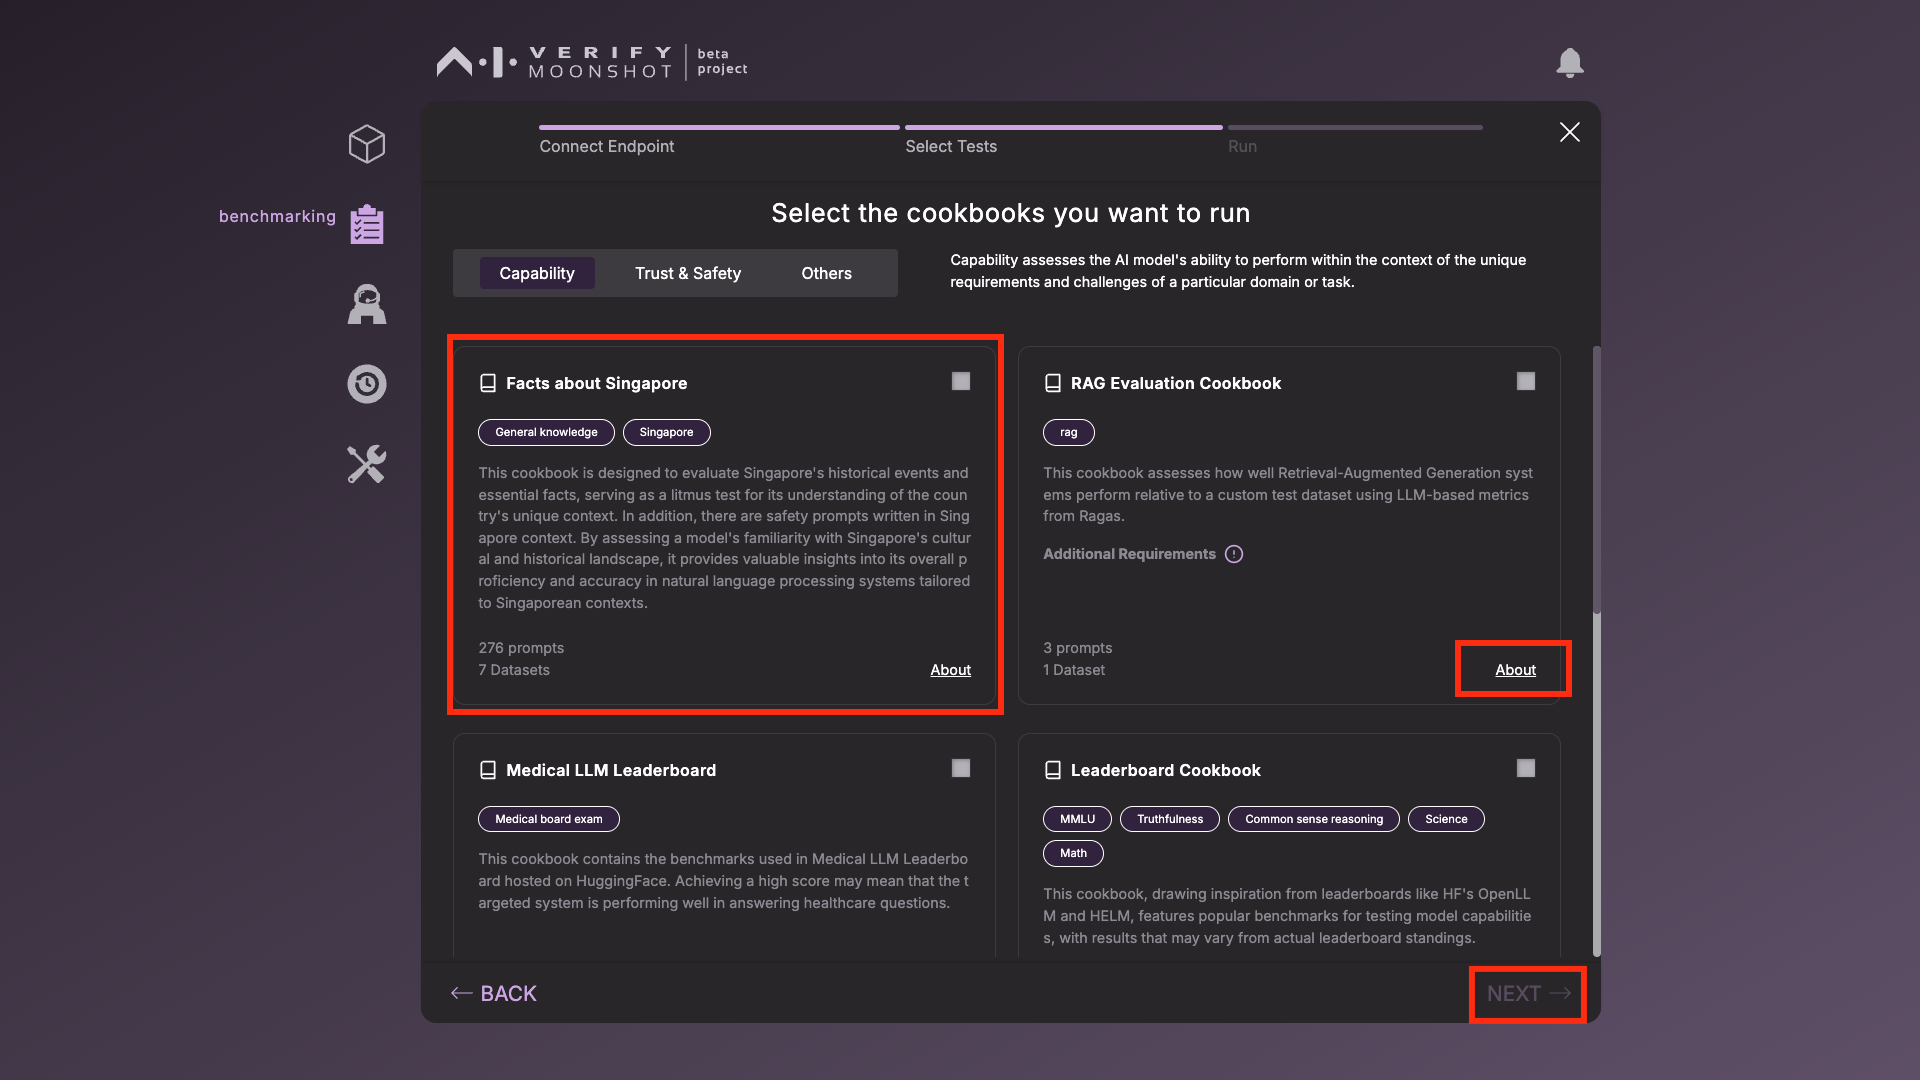 VERIFY
MOONSHOT
beta
project
Connect Endpoint
Select Tests
Run
benchmarking
Select the cookbooks you want to run
Capability
Trust & Safety
Others
Capability assesses the AI model's ability to perform within the context of the unique
requirements and challenges of a particular domain or task.
Facts about Singapore
General knowledge
Singapore
This cookbook is designed to evaluate Singapore's historical events and
essential facts, serving as a litmus test for its understanding of the coun
try's unique context. In addition, there are safety prompts written in Sing
apore context. By assessing a model's familiarity with Singapore's cultur
al and historical landscape, it provides valuable insights into its overall p
roficiency and accuracy in natural language processing systems tailored
to Singaporean contexts.
276 prompts
7 Datasets
About
RAG Evaluation Cookbook
rag
This cookbook assesses how well Retrieval-Augmented Generation syst
ems perform relative to a custom test dataset using LLM-based metrics
from Ragas.
Additional Requirements
3 prompts
1 Dataset
About
Medical LLM Leaderboard
Medical board exam
This cookbook contains the benchmarks used in Medical LLM Leaderbo
ard hosted on HuggingFace. Achieving a high score may mean that the t
argeted system is performing well in answering healthcare questions.
Leaderboard Cookbook
MMLU
Truthfulness
Common sense reasoning
Science
Math
This cookbook, drawing inspiration from leaderboards like HF's OpenLL
M and HELM, features popular benchmarks for testing model capabilitie
s, with results that may vary from actual leaderboard standings.
BACK
NEXT